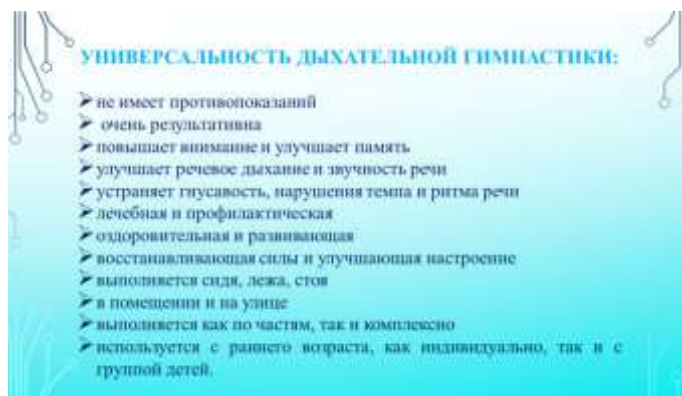 УНИВЕРСАЛЬНОСТЬ ДЫХАТЕЛЬНОЙ ГИМНАСТИКИ:
➢ не имеет противопоказаний
➢ очень результативна
➢ повышает внимание и улучшает память
➢ улучшает речевое дыхание и звучность речи
➢ устраняет гнусавость, нарушения темпа и ритма речи
➢ лечебная и профилактическая
➢ оздоровительная и развивающая
➢ восстанавливающая силы и улучшающая настроение
➢ выполняется сидя, лежа, стоя
➢ в помещении и на улице
➢ выполняется как по частям, так и комплексно
➢ используется с раннего возраста, как индивидуально, так и с
группой детей.